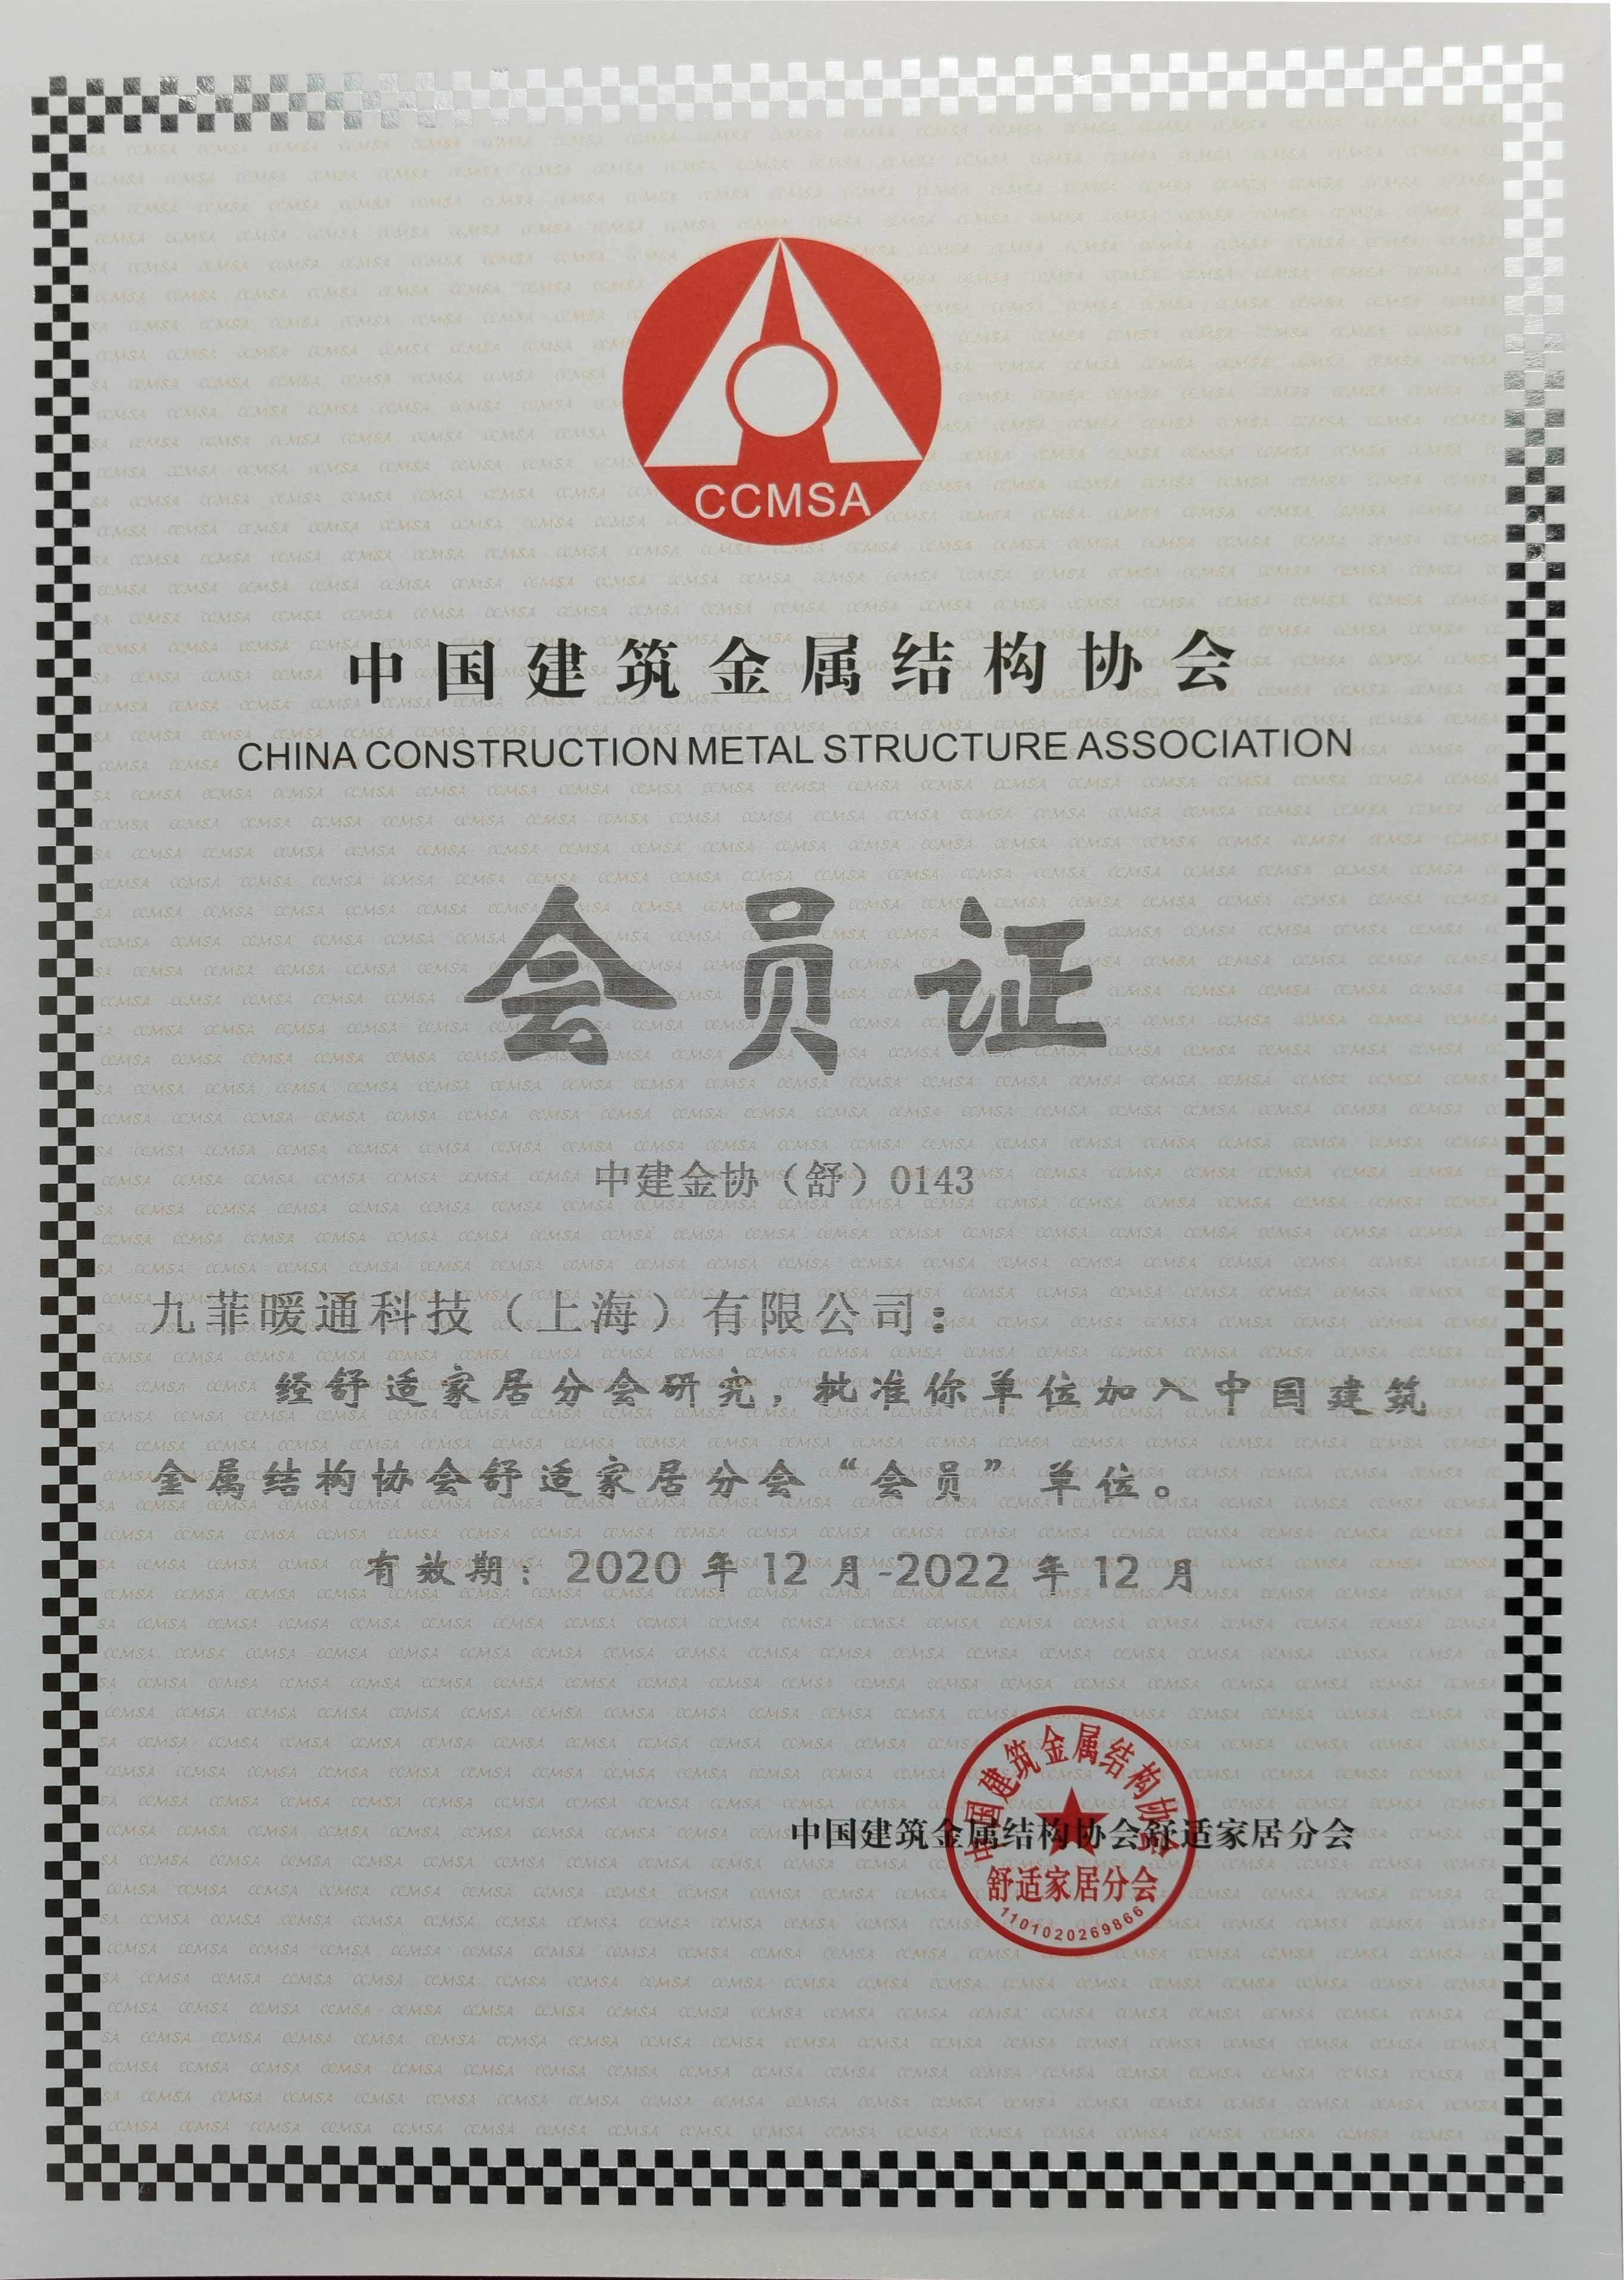 CCMSA
中国建筑金属结构协会
CHINA CONSTRUCTION METAL STRUCTURE ASSOCIATION
会员证
中建金协（舒）0143
九菲暖通科技（上海）有限公司：
经舒适家居分会研究，批准你单位加入中国建筑
金属结构协会舒适家居分会“会员”单位。
有效期：2020年12月-2022年12月
中国建筑金属结构协会舒适家居分会
中国建筑金属结构协会
舒适家居分会
1101020269866